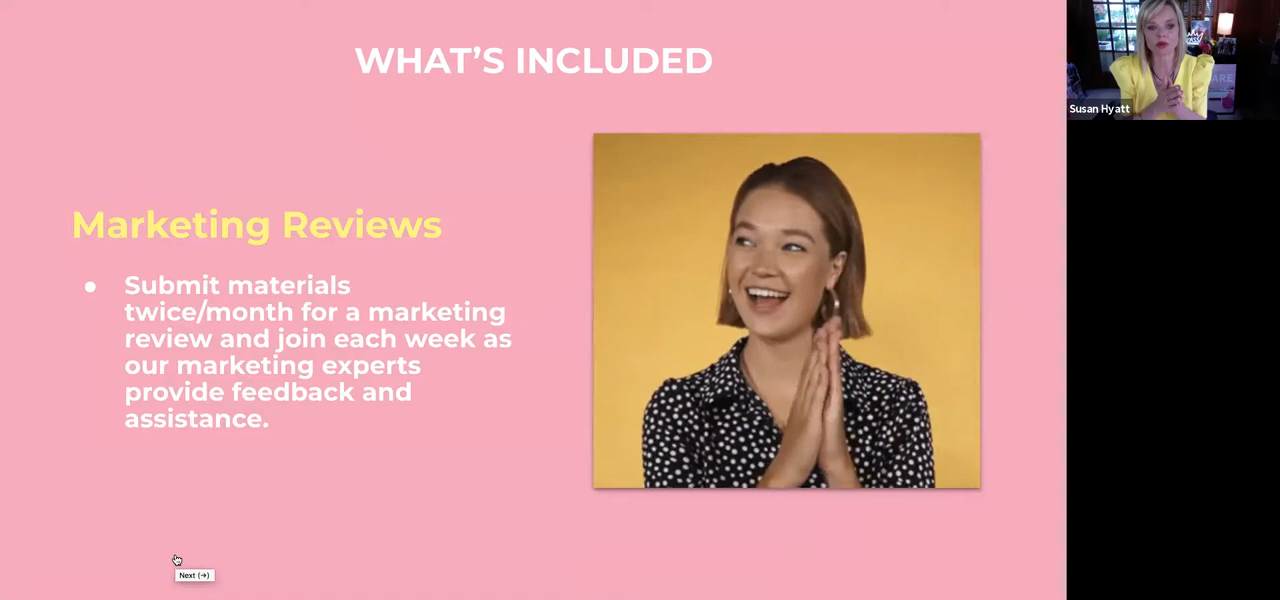 WHAT'S INCLUDED
Marketing Reviews
● Submit materials
twice/month for a marketing
review and join each week as
our marketing experts
provide feedback and
assistance.
Next (→)
Susan Hyatt
ARE